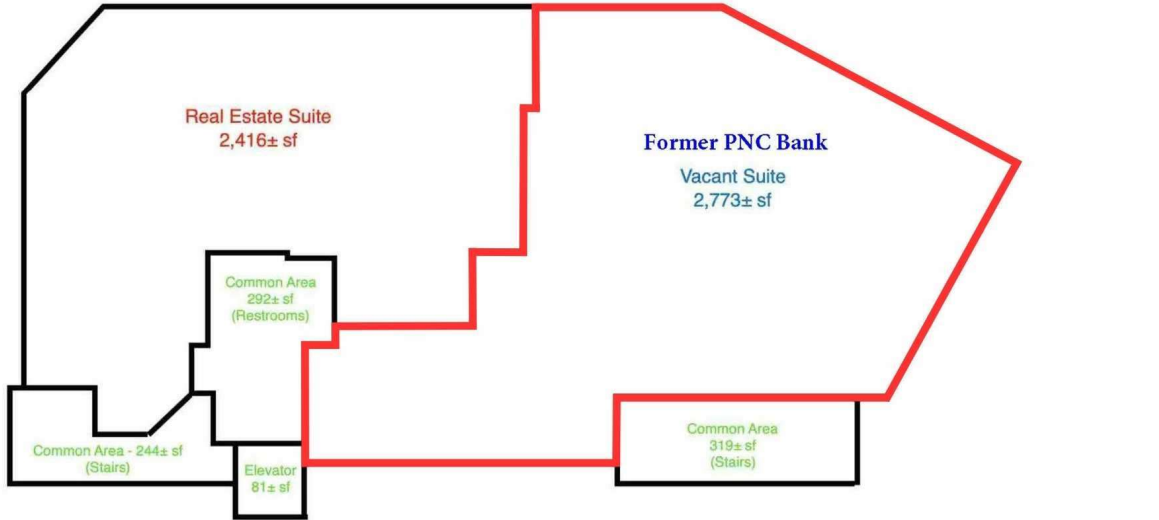 Real Estate Suite
2,416± sf
Former PNC Bank
Vacant Suite
2,773± sf
Common Area
292± sf
(Restrooms)
Common Area - 244± sf
(Stairs)
Elevator
81± sf
Common Area
319± sf
(Stairs)